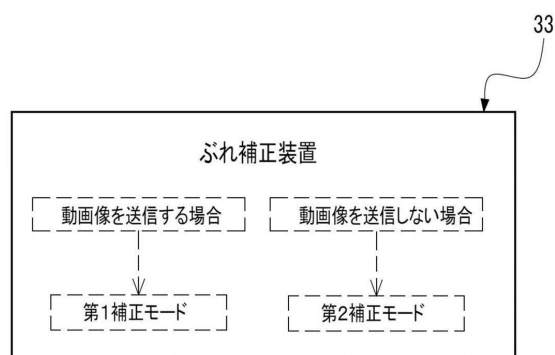 33
ぶれ補正装置
動画像を送信する場合
動画像を送信しない場合
第1補正モード
第2補正モード